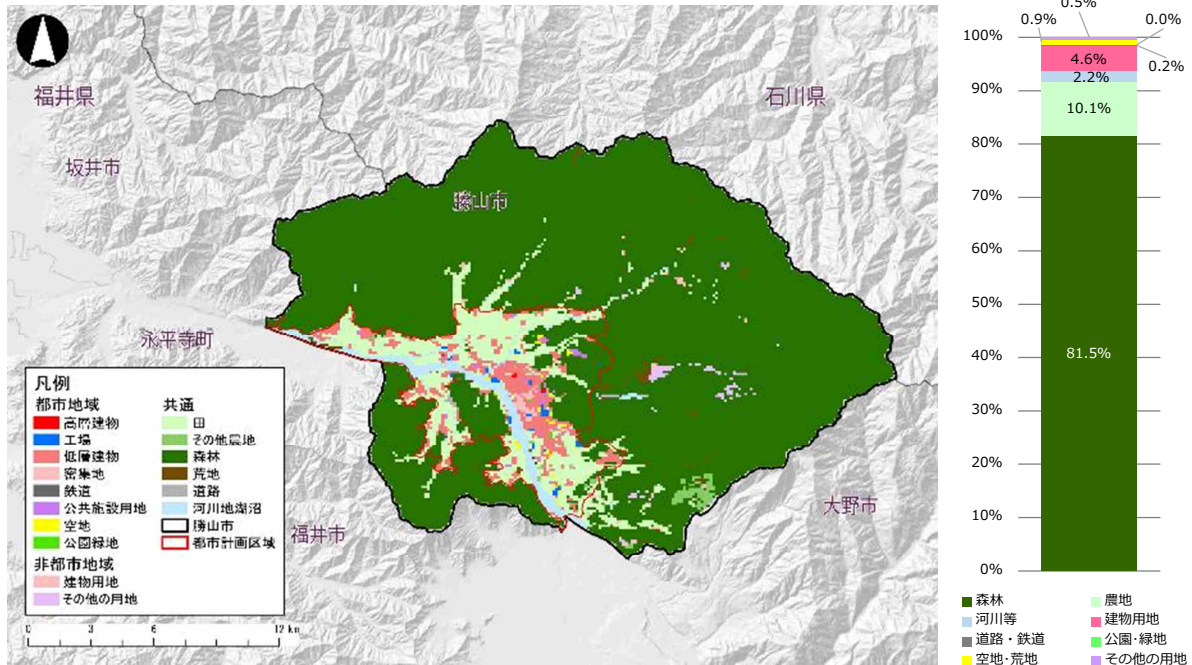 福井県
石川県
坂井市
勝山市
永平寺町
福井市
大野市
凡例
都市地域
高層建物
工場
低層建物
密集地
鉄道
公共施設用地
空地
公園緑地
非都市地域
建物用地
その他の用地
共通
田
その他農地
森林
荒地
道路
河川地湖沼
勝山市
都市計画区域
0 3 6 12 km
0.5%
0.9%
0.0%
0.2%
4.6%
2.2%
10.1%
81.5%
100%
90%
80%
70%
60%
50%
40%
30%
20%
10%
0%
森林 農地
河川等 建物用地
道路・鉄道 公園・緑地
空地・荒地 その他の用地